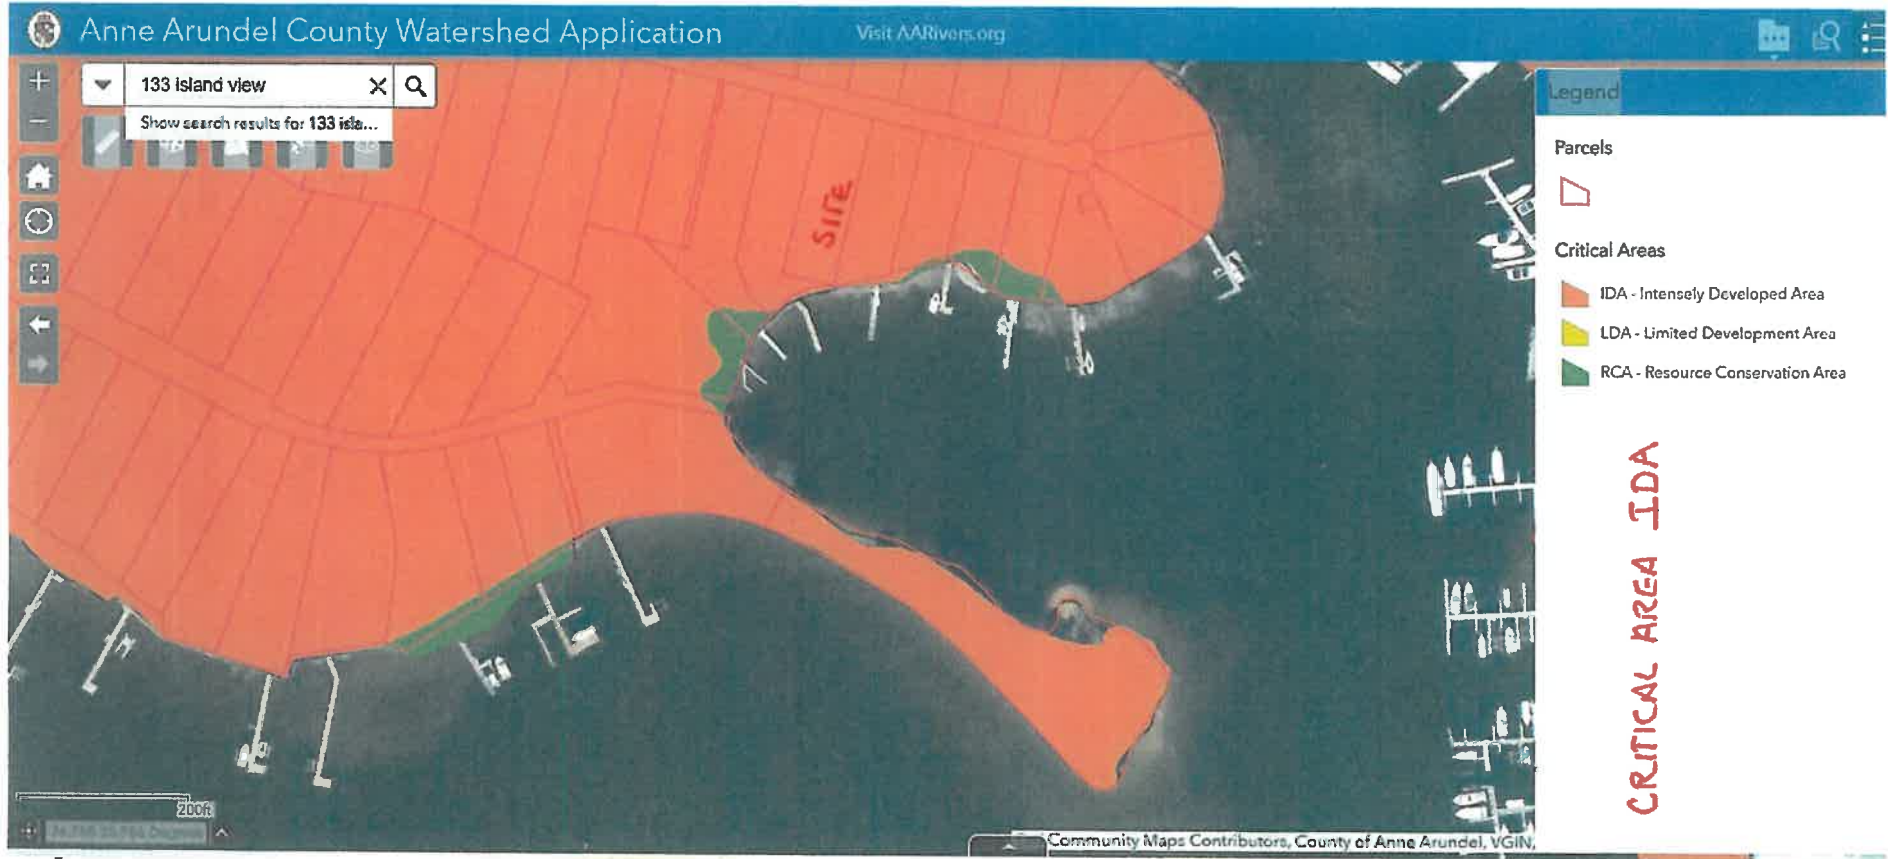 Anne Arundel County Watershed Application
Visit AARivers.org
133 island view
Show search results for 133 isla...
Legend
Parcels
Critical Areas
IDA - Intensely Developed Area
LDA - Limited Development Area
RCA - Resource Conservation Area
SITE
CRITICAL AREA IDA
200ft
Community Maps Contributors, County of Anne Arundel, VGIN,